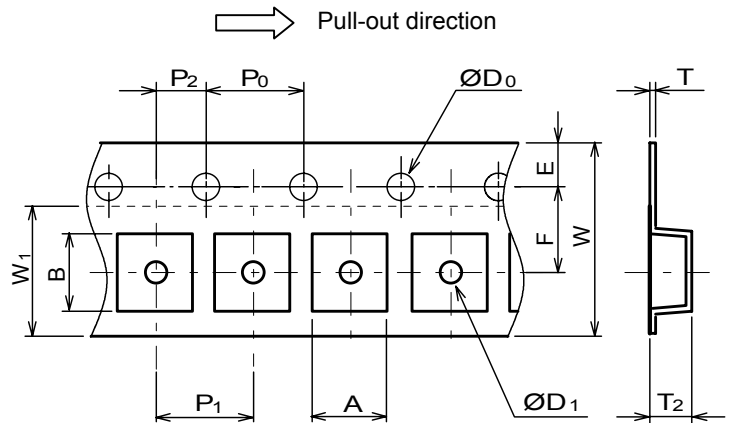 Pull-out direction
P2 P0 ØD0 T
E
F
W
W1
B
P1 A ØD1 T2